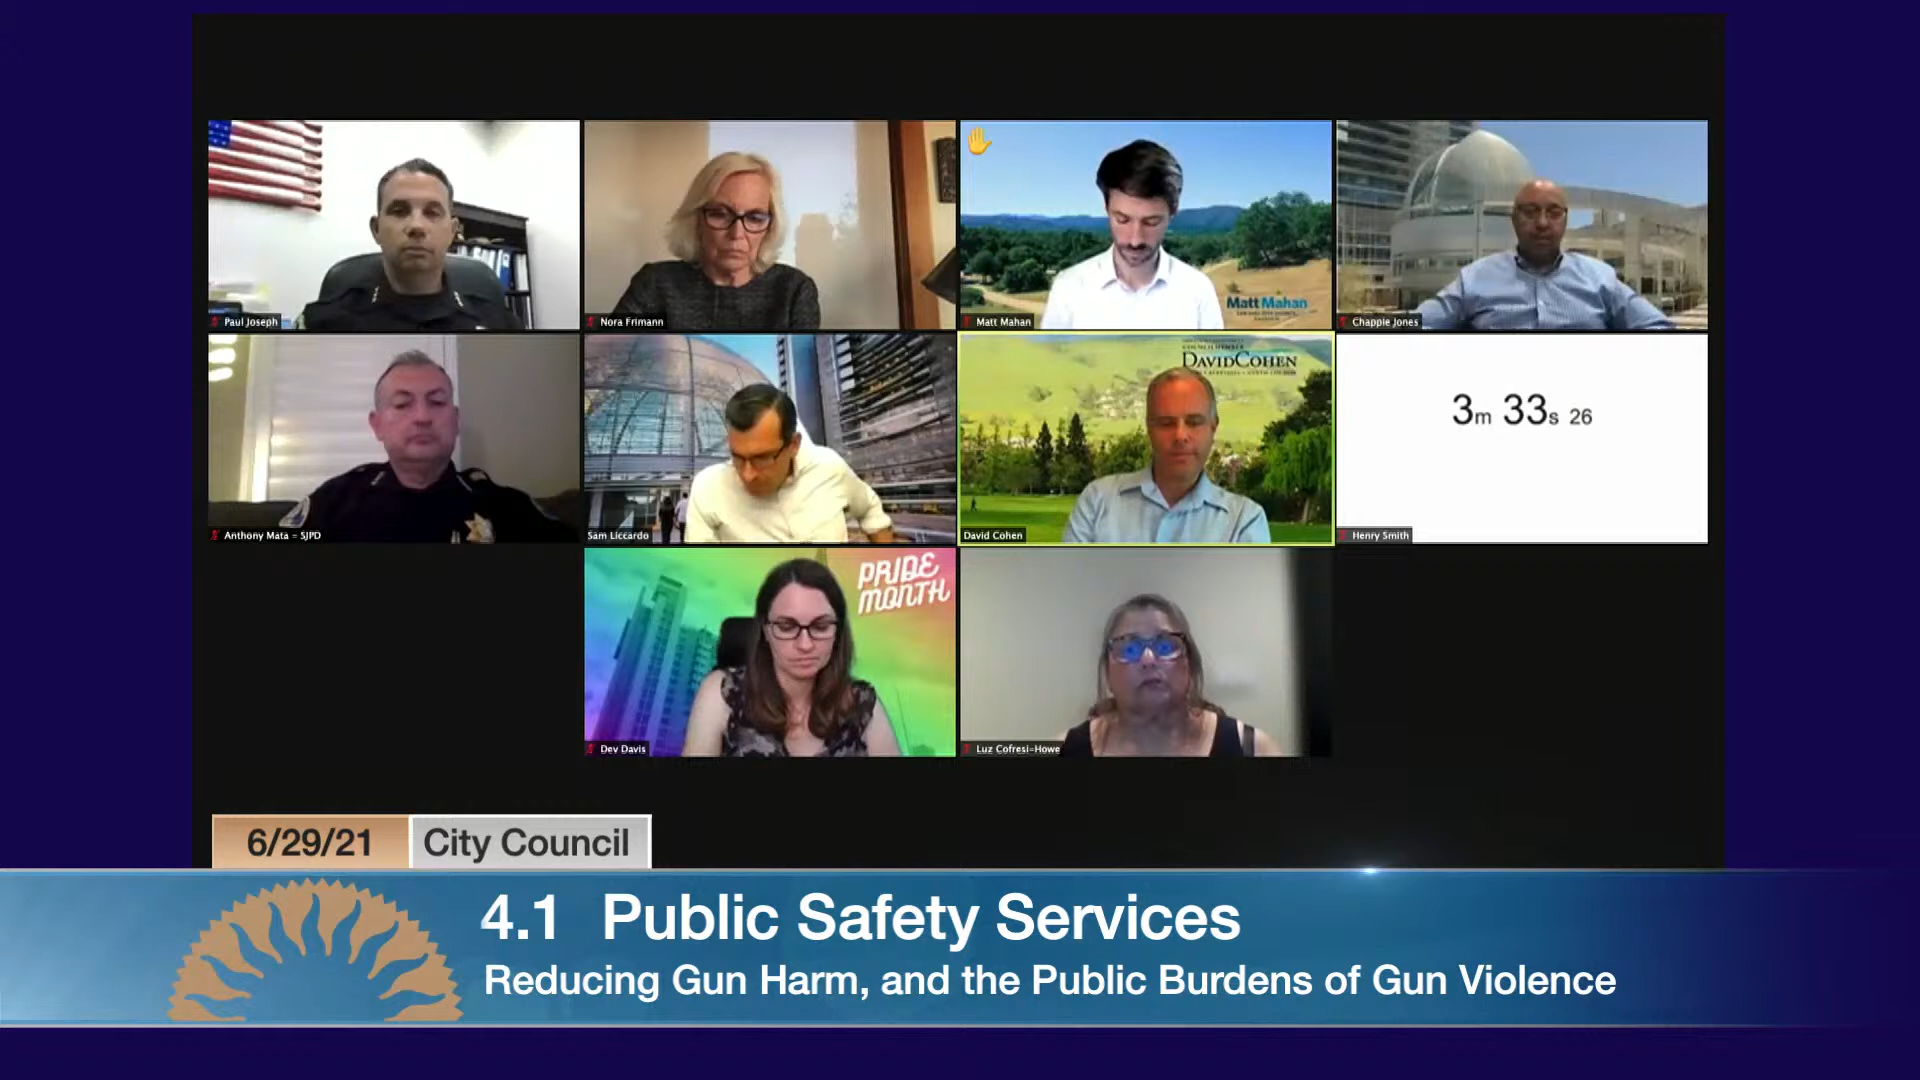 Paul Joseph
Nora Frimann
Matt Mahan
Matt Mahan
Chappie Jones
Anthony Mata - SJPD
Sam Liccardo
COUNCILMEMBER
DAVID COHEN
David Cohen
3m 33s 26
Henry Smith
PRIDE
MONTH
Dev Davis
Luz Cofresi-Howe
6/29/21 City Council
4.1 Public Safety Services
Reducing Gun Harm, and the Public Burdens of Gun Violence